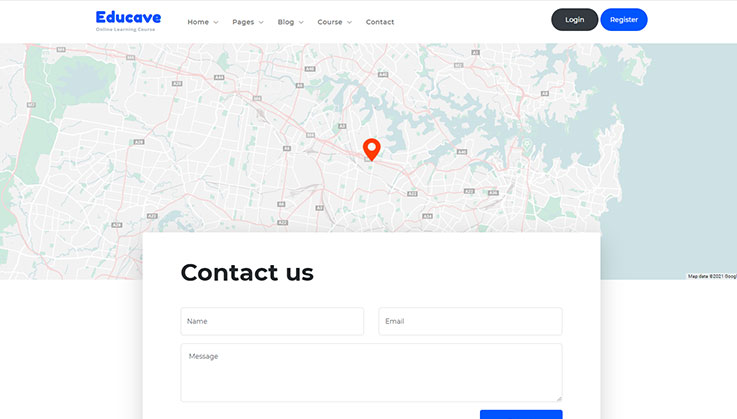 Educave
Online Learning Course
Home
Pages
Blog
Course
Contact
Login
Register
Map data ©2021 Googl
Contact us
Name
Email
Message